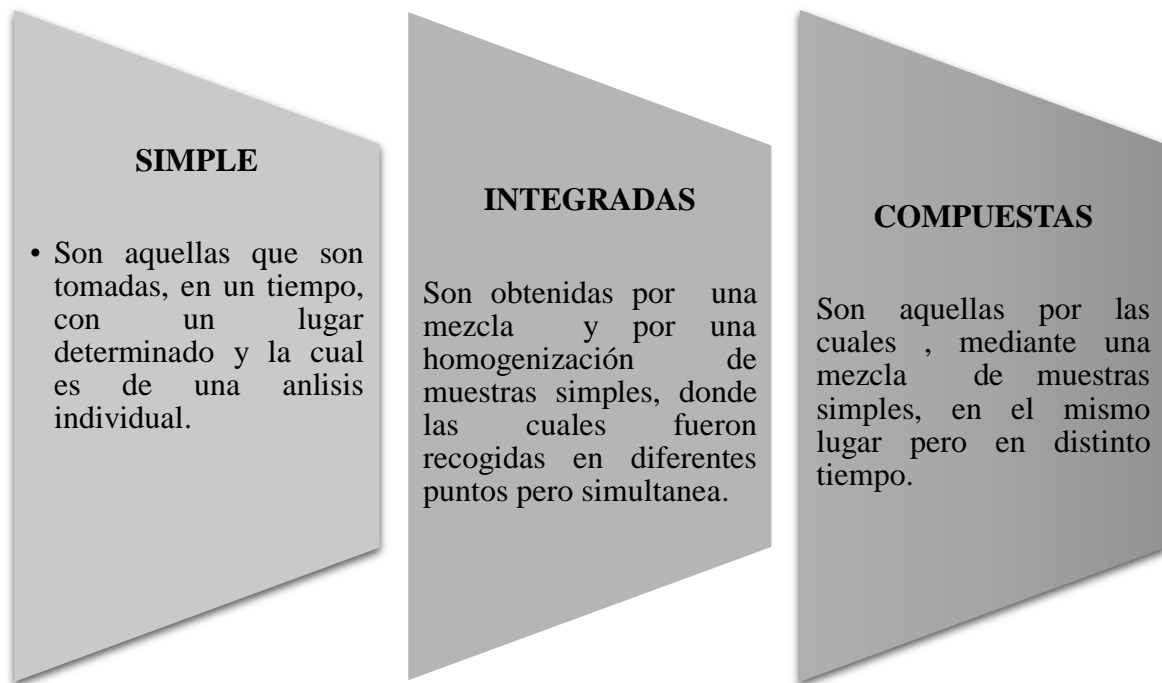 SIMPLE
• Son aquellas que son
tomadas, en un tiempo,
con un lugar
determinado y la cual
es de una anlisis
individual.
INTEGRADAS
Son obtenidas por una
mezcla y por una
homogenización de
muestras simples, donde
las cuales fueron
recogidas en diferentes
puntos pero simultanea.
COMPUESTAS
Son aquellas por las
cuales , mediante una
mezcla de muestras
simples, en el mismo
lugar pero en distinto
tiempo.